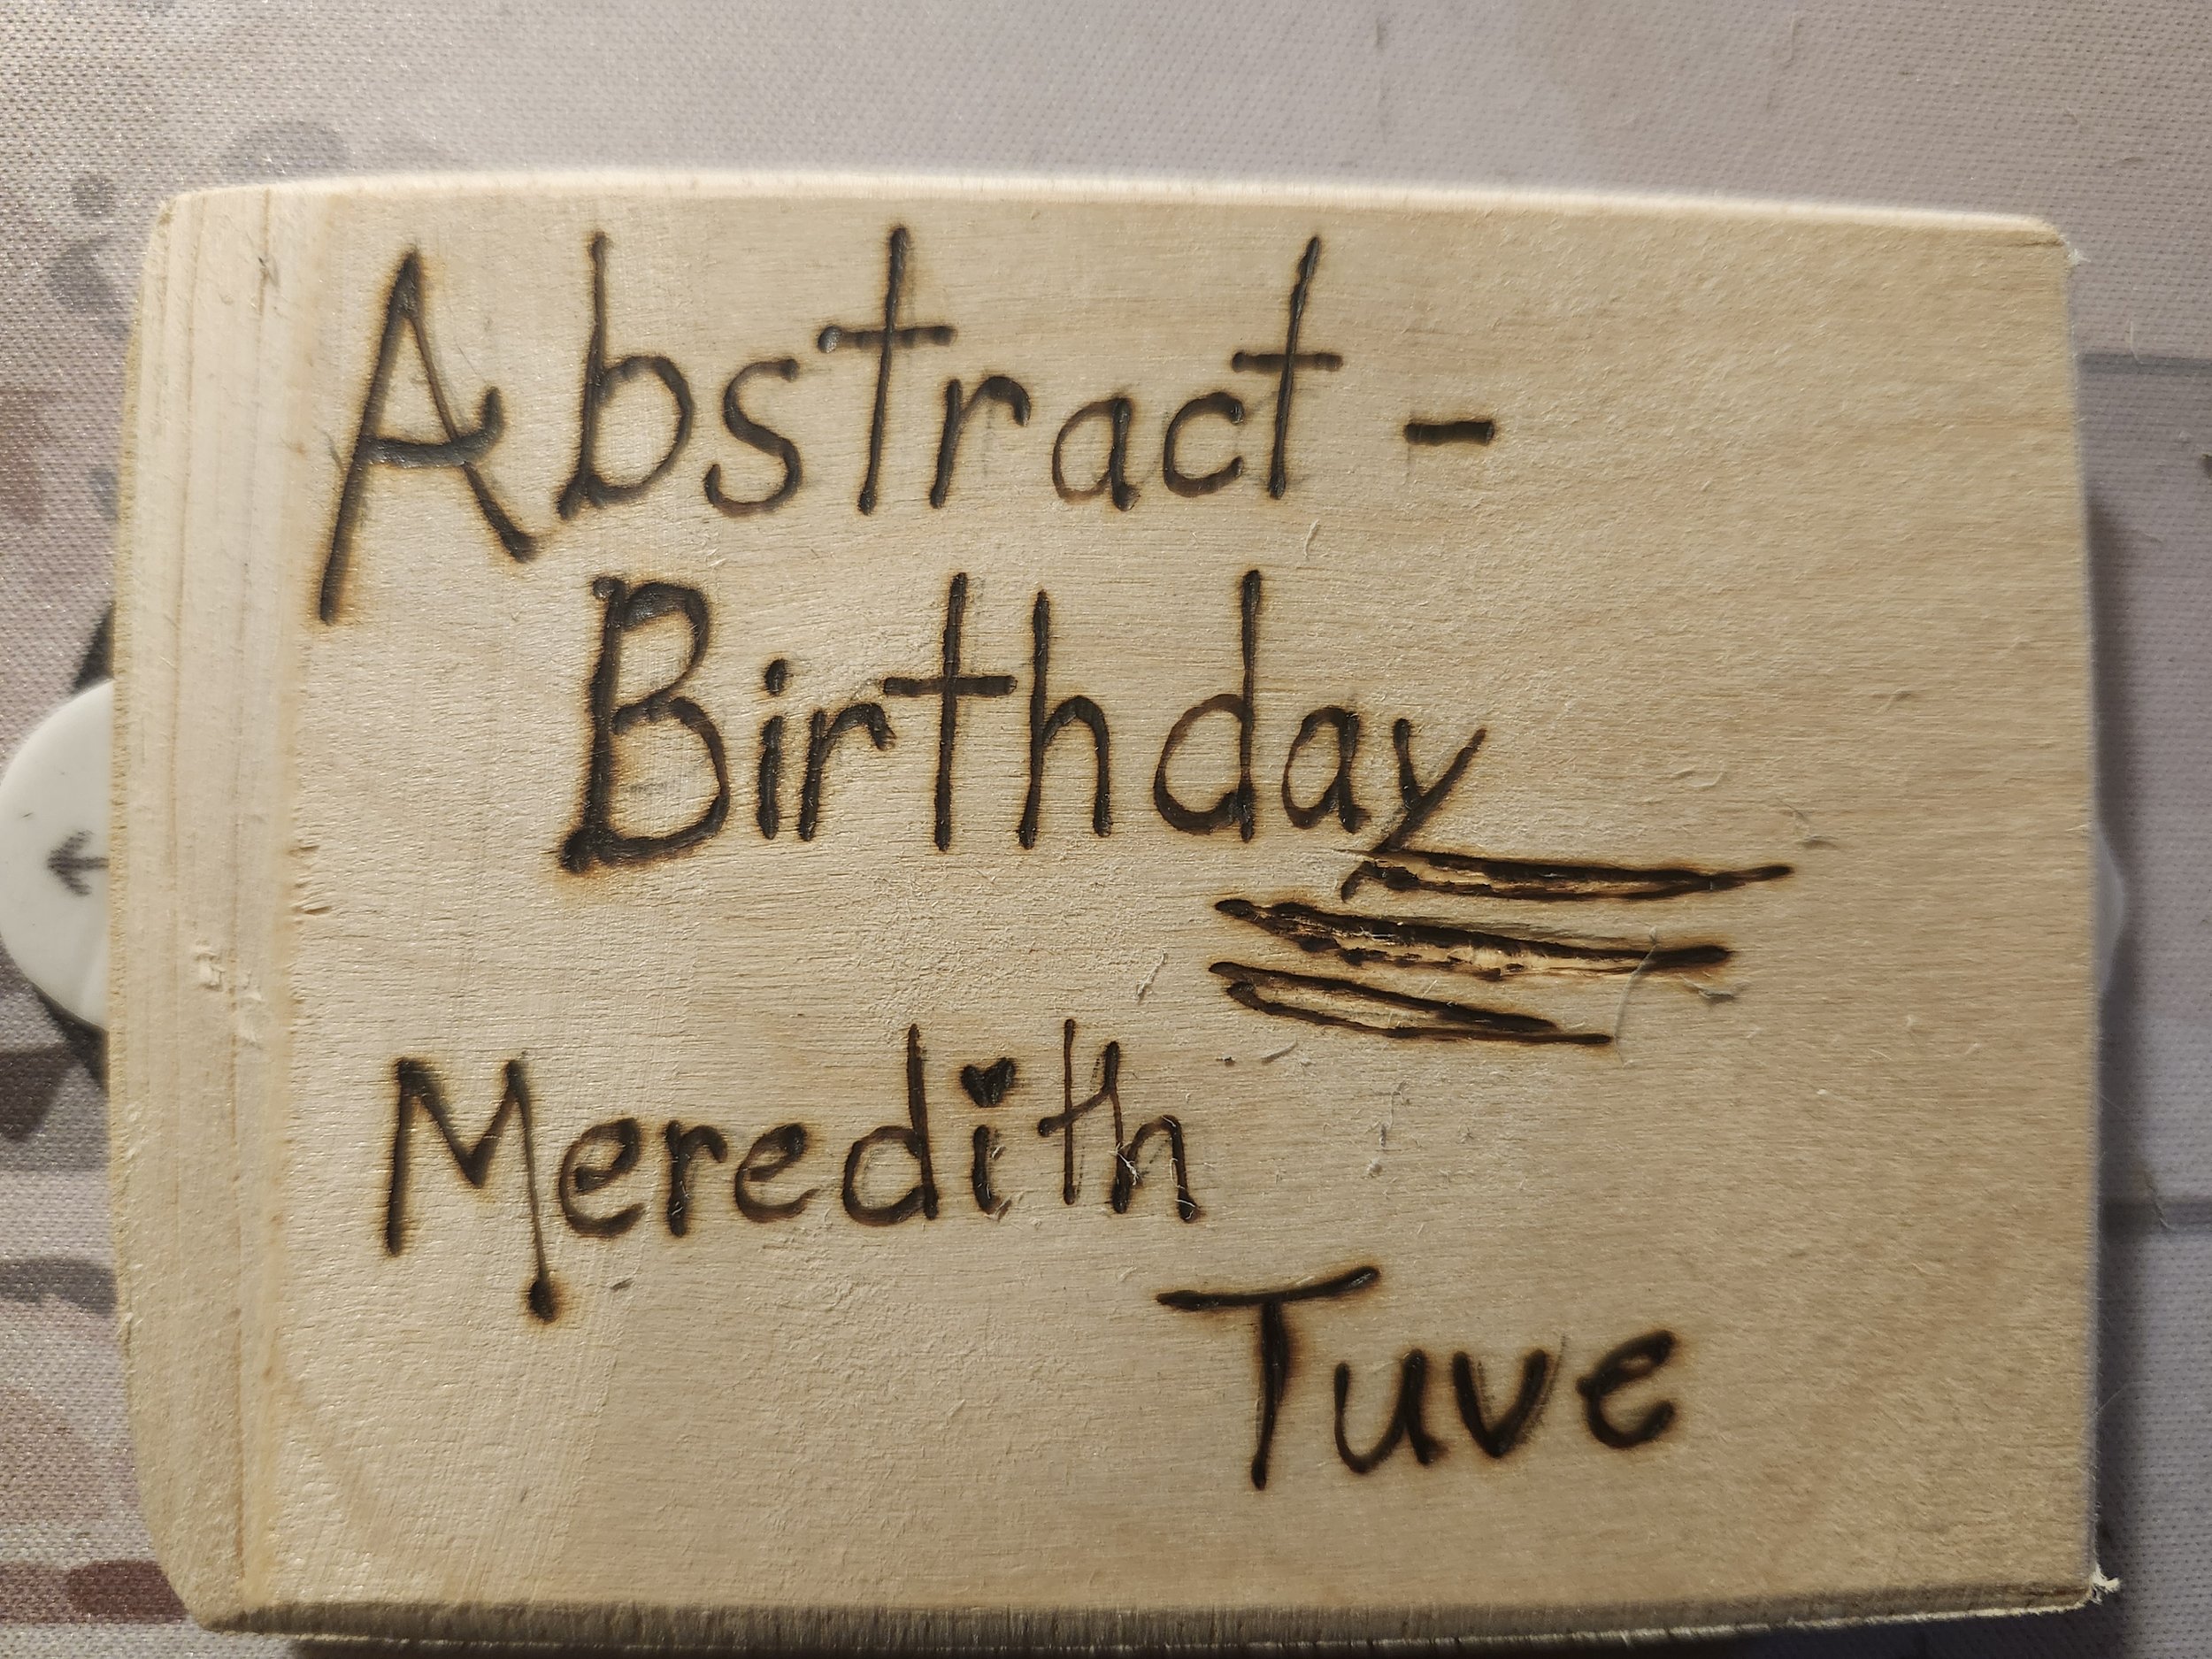 Abstract -
Birthday
Meredith
Tuve